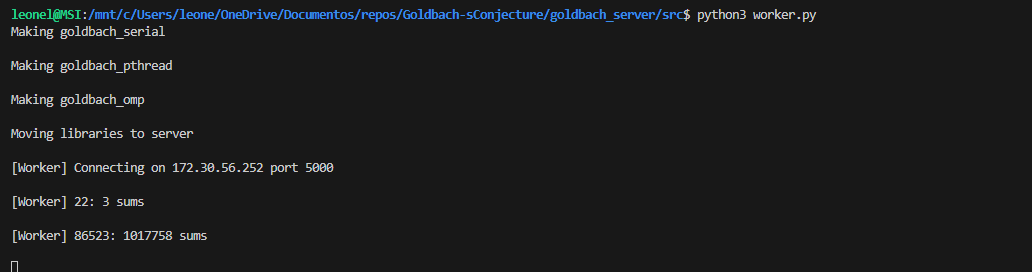 leonel@MSI:/mnt/c/Users/leone/OneDrive/Documentos/repos/Goldbach-sConjecture/goldbach_server/src$ python3 worker.py
Making goldbach_serial
Making goldbach_pthread
Making goldbach_omp
Moving libraries to server
[Worker] Connecting on 172.30.56.252 port 5000
[Worker] 22: 3 sums
[Worker] 86523: 1017758 sums